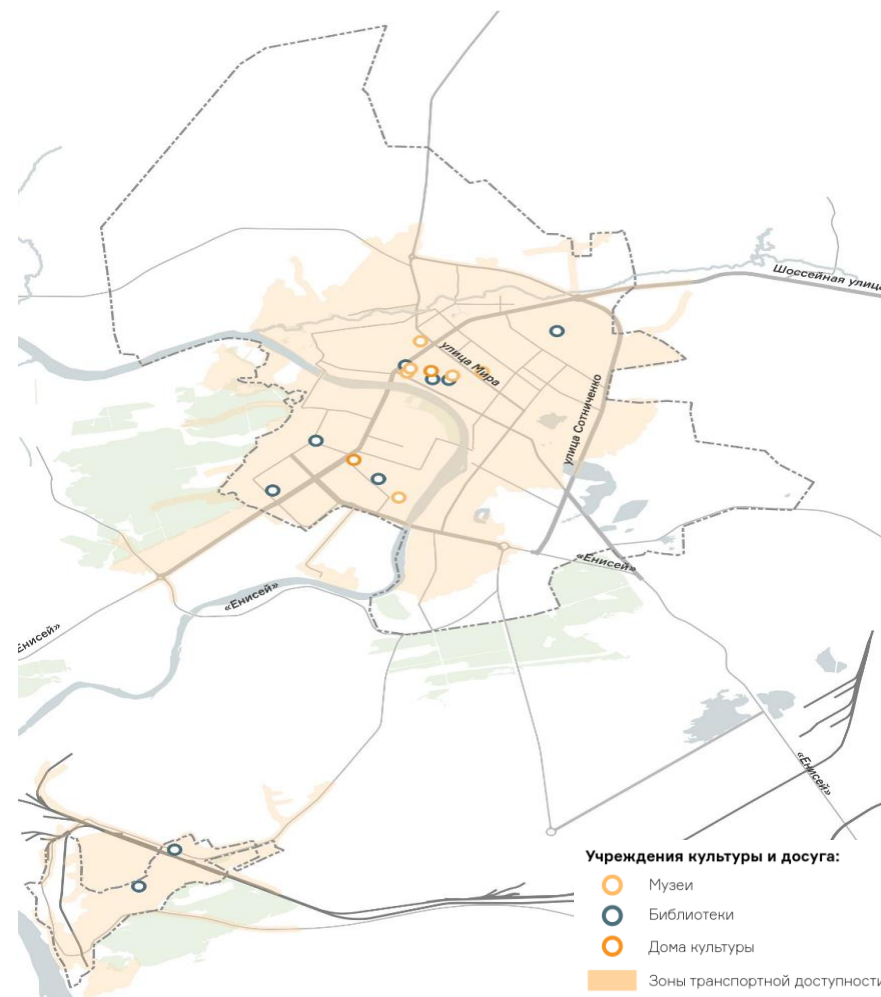 Шоссейная улица
улица Мира
улица Сотниченко
«Енисей»
«Енисей»
Енисей»
«Енисей»
Учреждения культуры и досуга:
Музеи
Библиотеки
Дома культуры
Зоны транспортной доступности